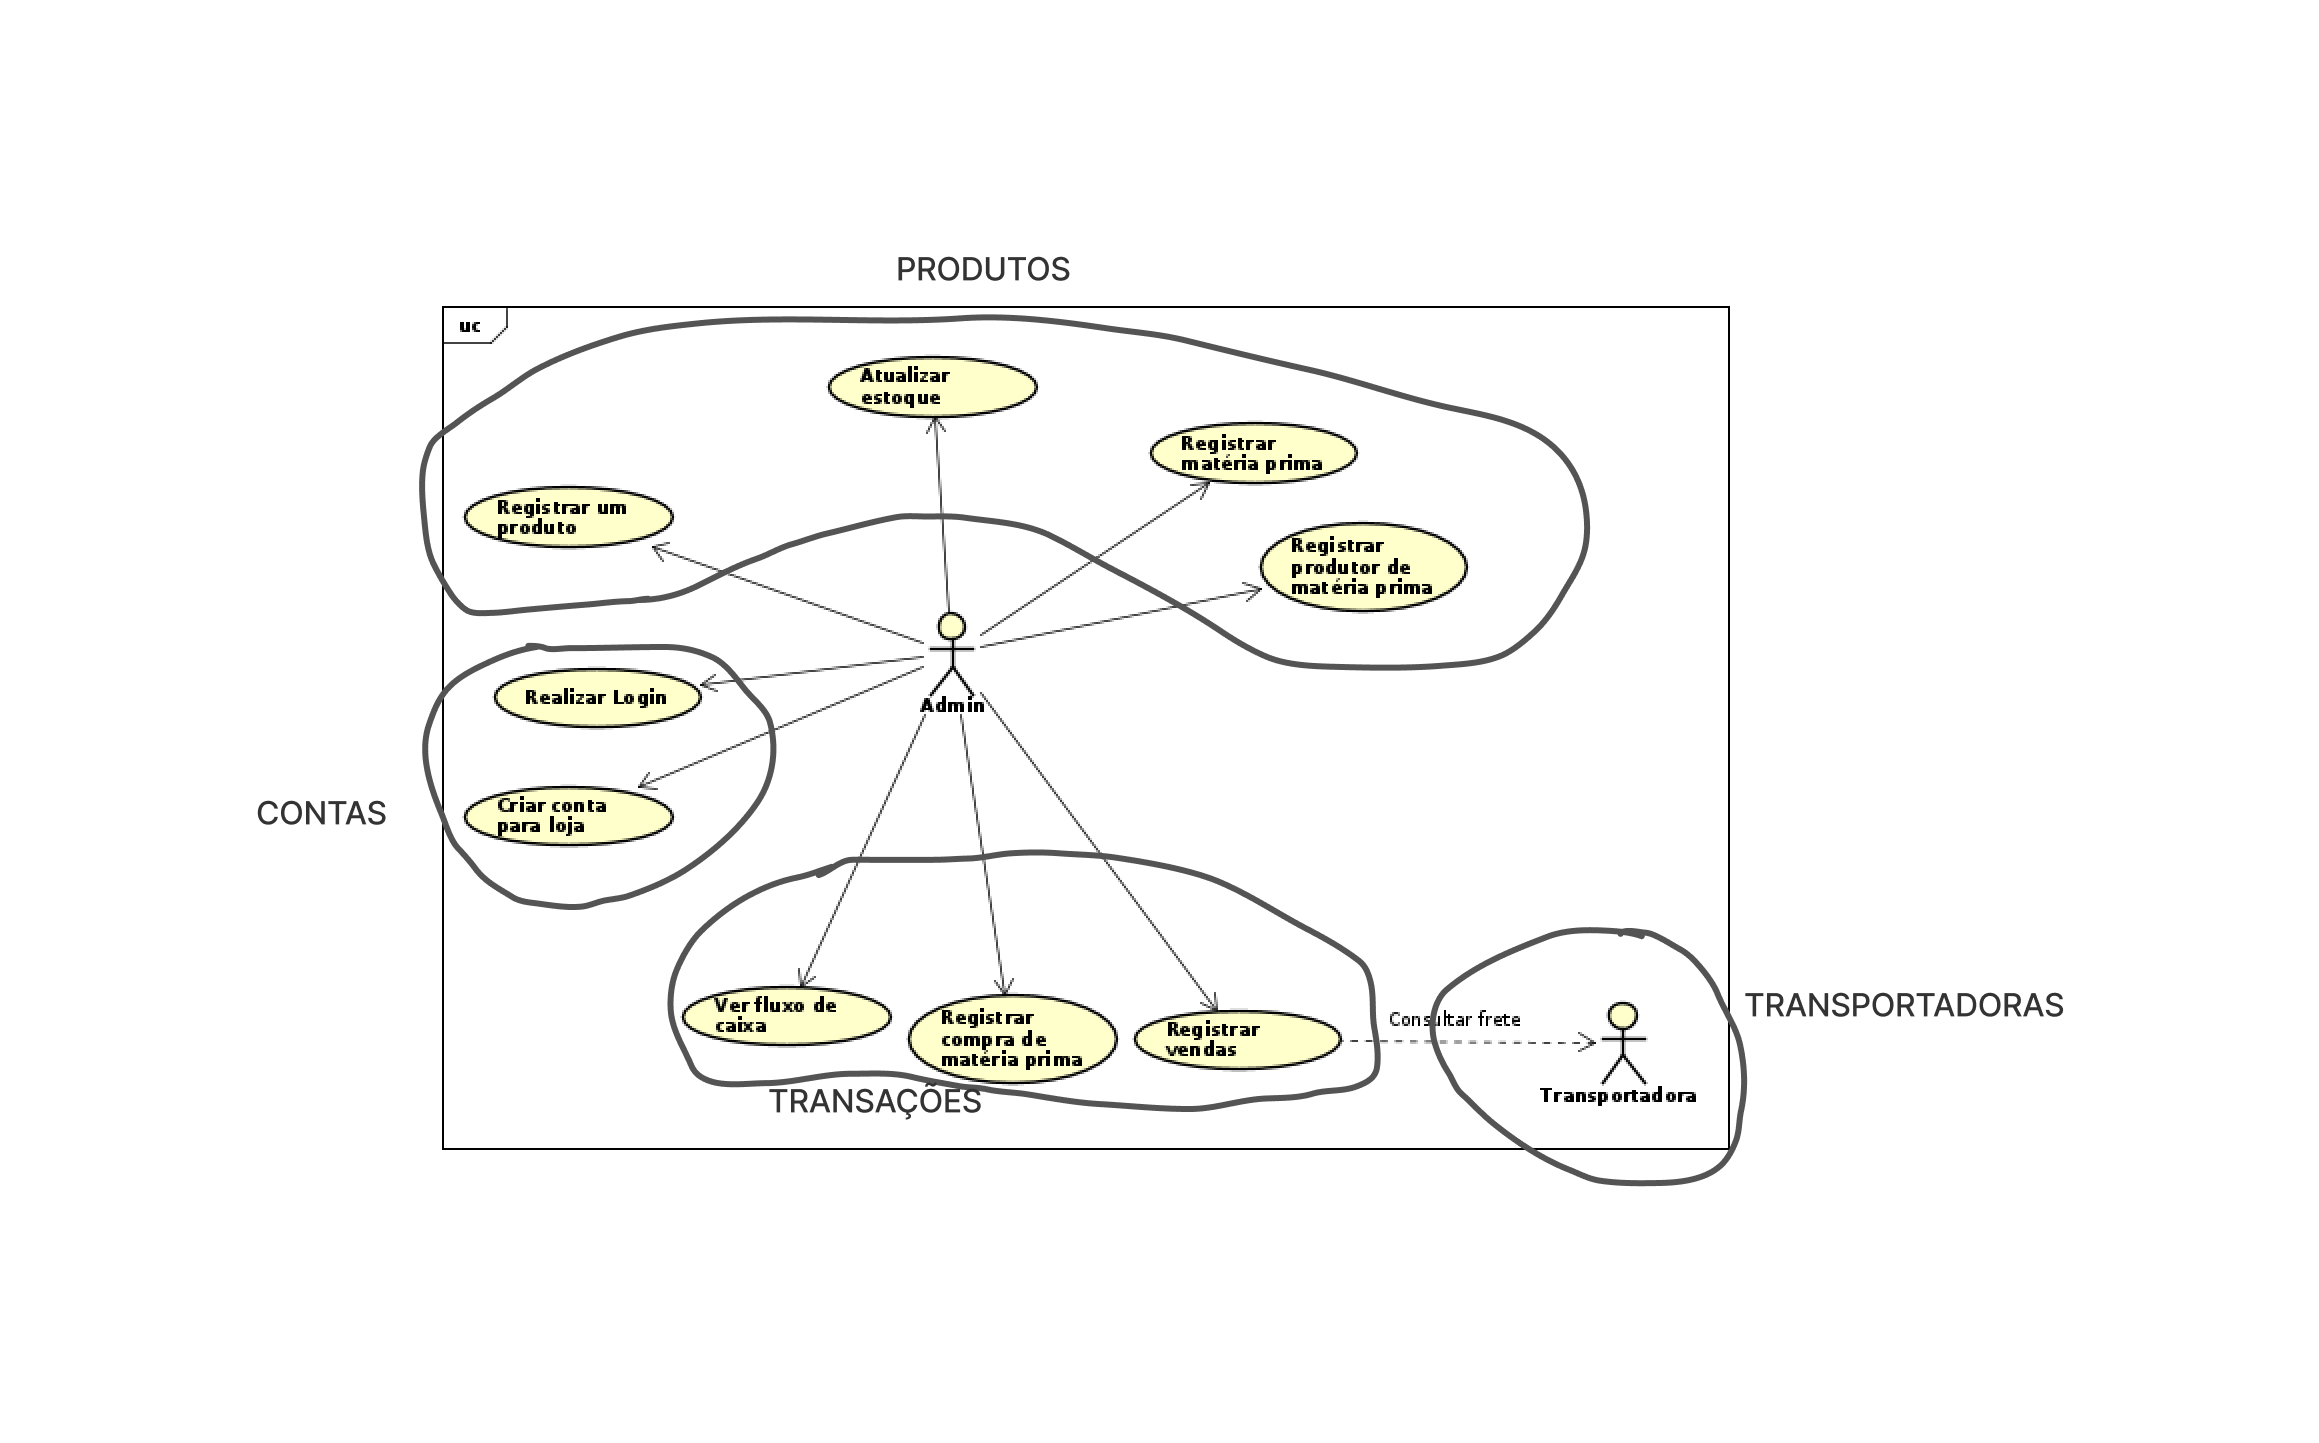 PRODUTOS
uc
Atualizar
estoque
Registrar
matéria prima
Registrar um
produto
Registrar
produtor de
matéria prima
Realizar Login
Admin
CONTAS
Criar conta
para loja
Ver fluxo de
caixa
Registrar
compra de
matéria prima
Registrar
vendas
Consultar frete
TRANSPORTADORAS
Transportadora
TRANSAÇÕES